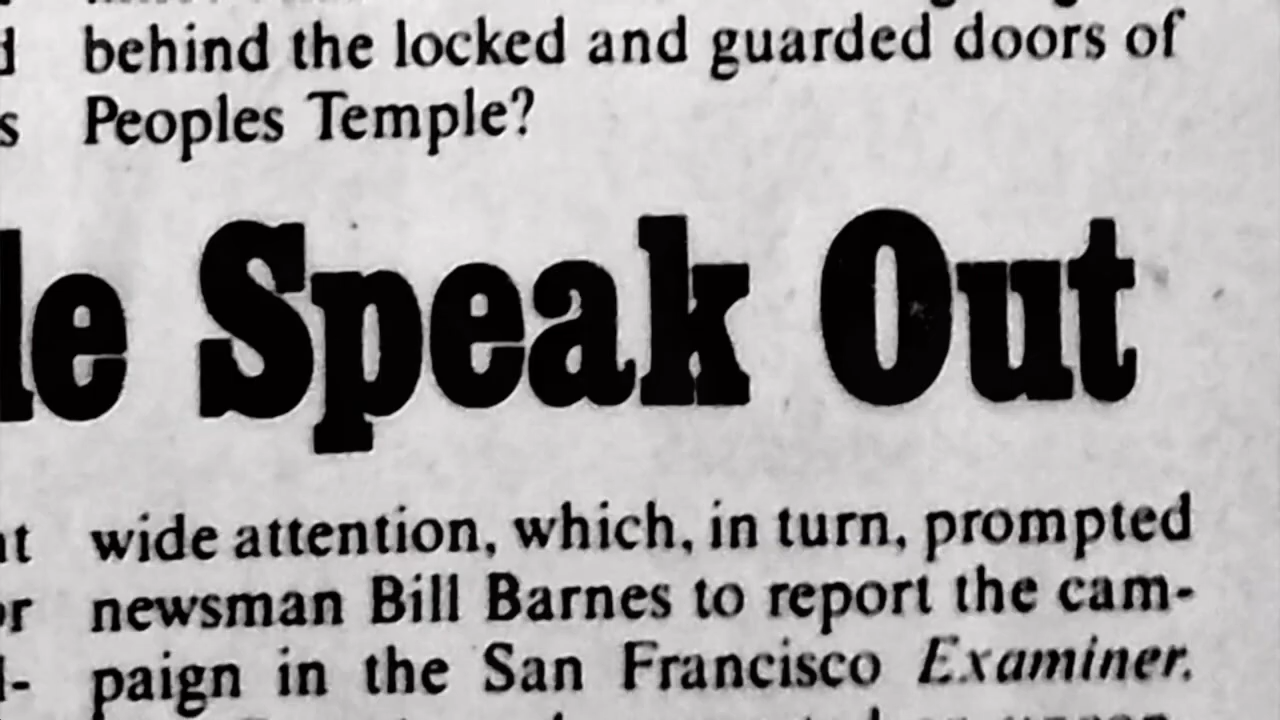 behind the locked and guarded doors of
Peoples Temple?
le Speak Out
wide attention, which, in turn, prompted
newsman Bill Barnes to report the cam-
paign in the San Francisco Examiner.